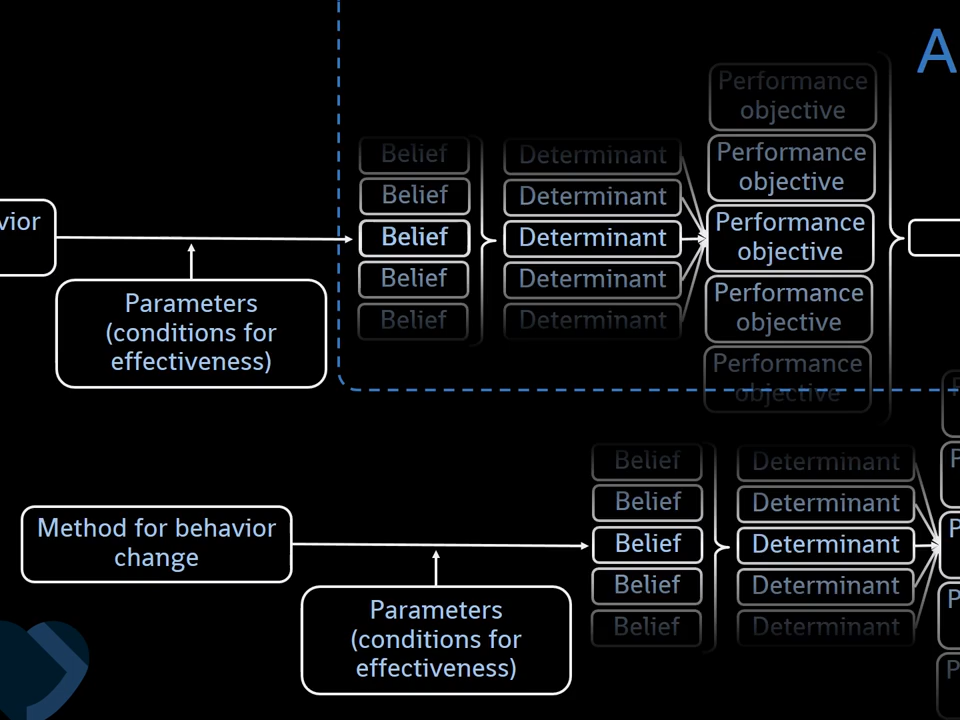 A
Performance
objective
Performance
objective
Performance
objective
Performance
objective
Performance
objective
Belief
Belief
Belief
Belief
Belief
Determinant
Determinant
Determinant
Determinant
Determinant
vior
Parameters
(conditions for
effectiveness)
Method for behavior
change
Parameters
(conditions for
effectiveness)
Belief
Belief
Belief
Belief
Belief
Determinant
Determinant
Determinant
Determinant
Determinant
P
P
P
P
P